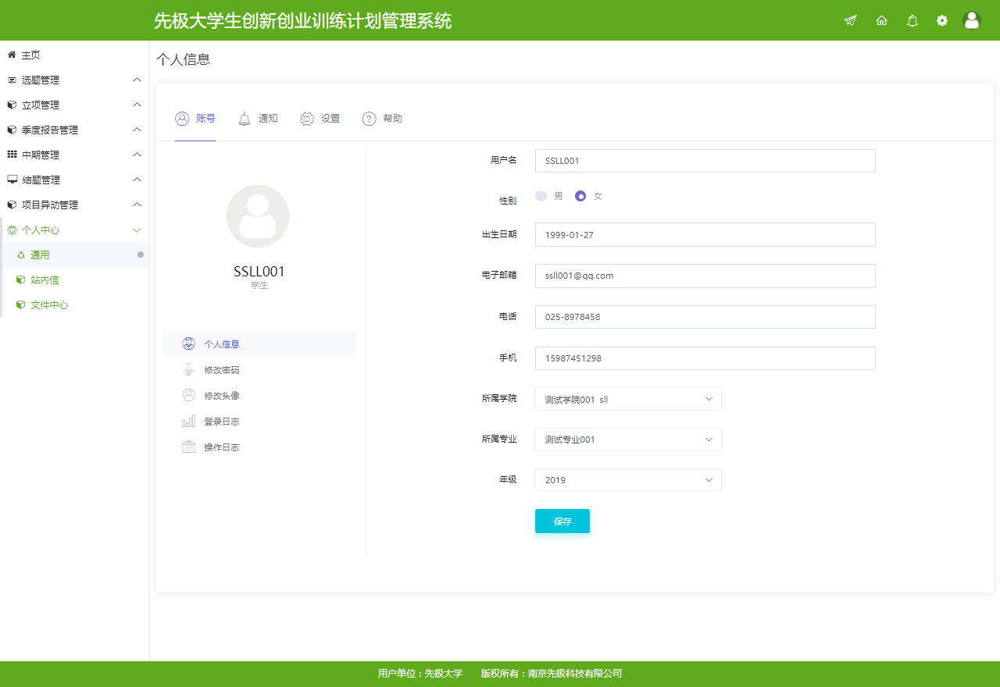 先极大学生创新创业训练计划管理系统
主页
选题管理
立项管理
季度报告管理
中期管理
结题管理
项目异动管理
个人中心
通用
站内信
文件中心
个人信息
账号 通知 设置 帮助
SSLL001
学生
个人信息
修改密码
修改头像
登录日志
操作日志
用户名 SSLL001
性别 男 女
出生日期 1999-01-27
电子邮箱 ssll001@qq.com
电话 025-8978458
手机 15987451298
所属学院 测试学院001 sll
所属专业 测试专业001
年级 2019
保存
用户单位：先极大学 版权所有：南京先极科技有限公司